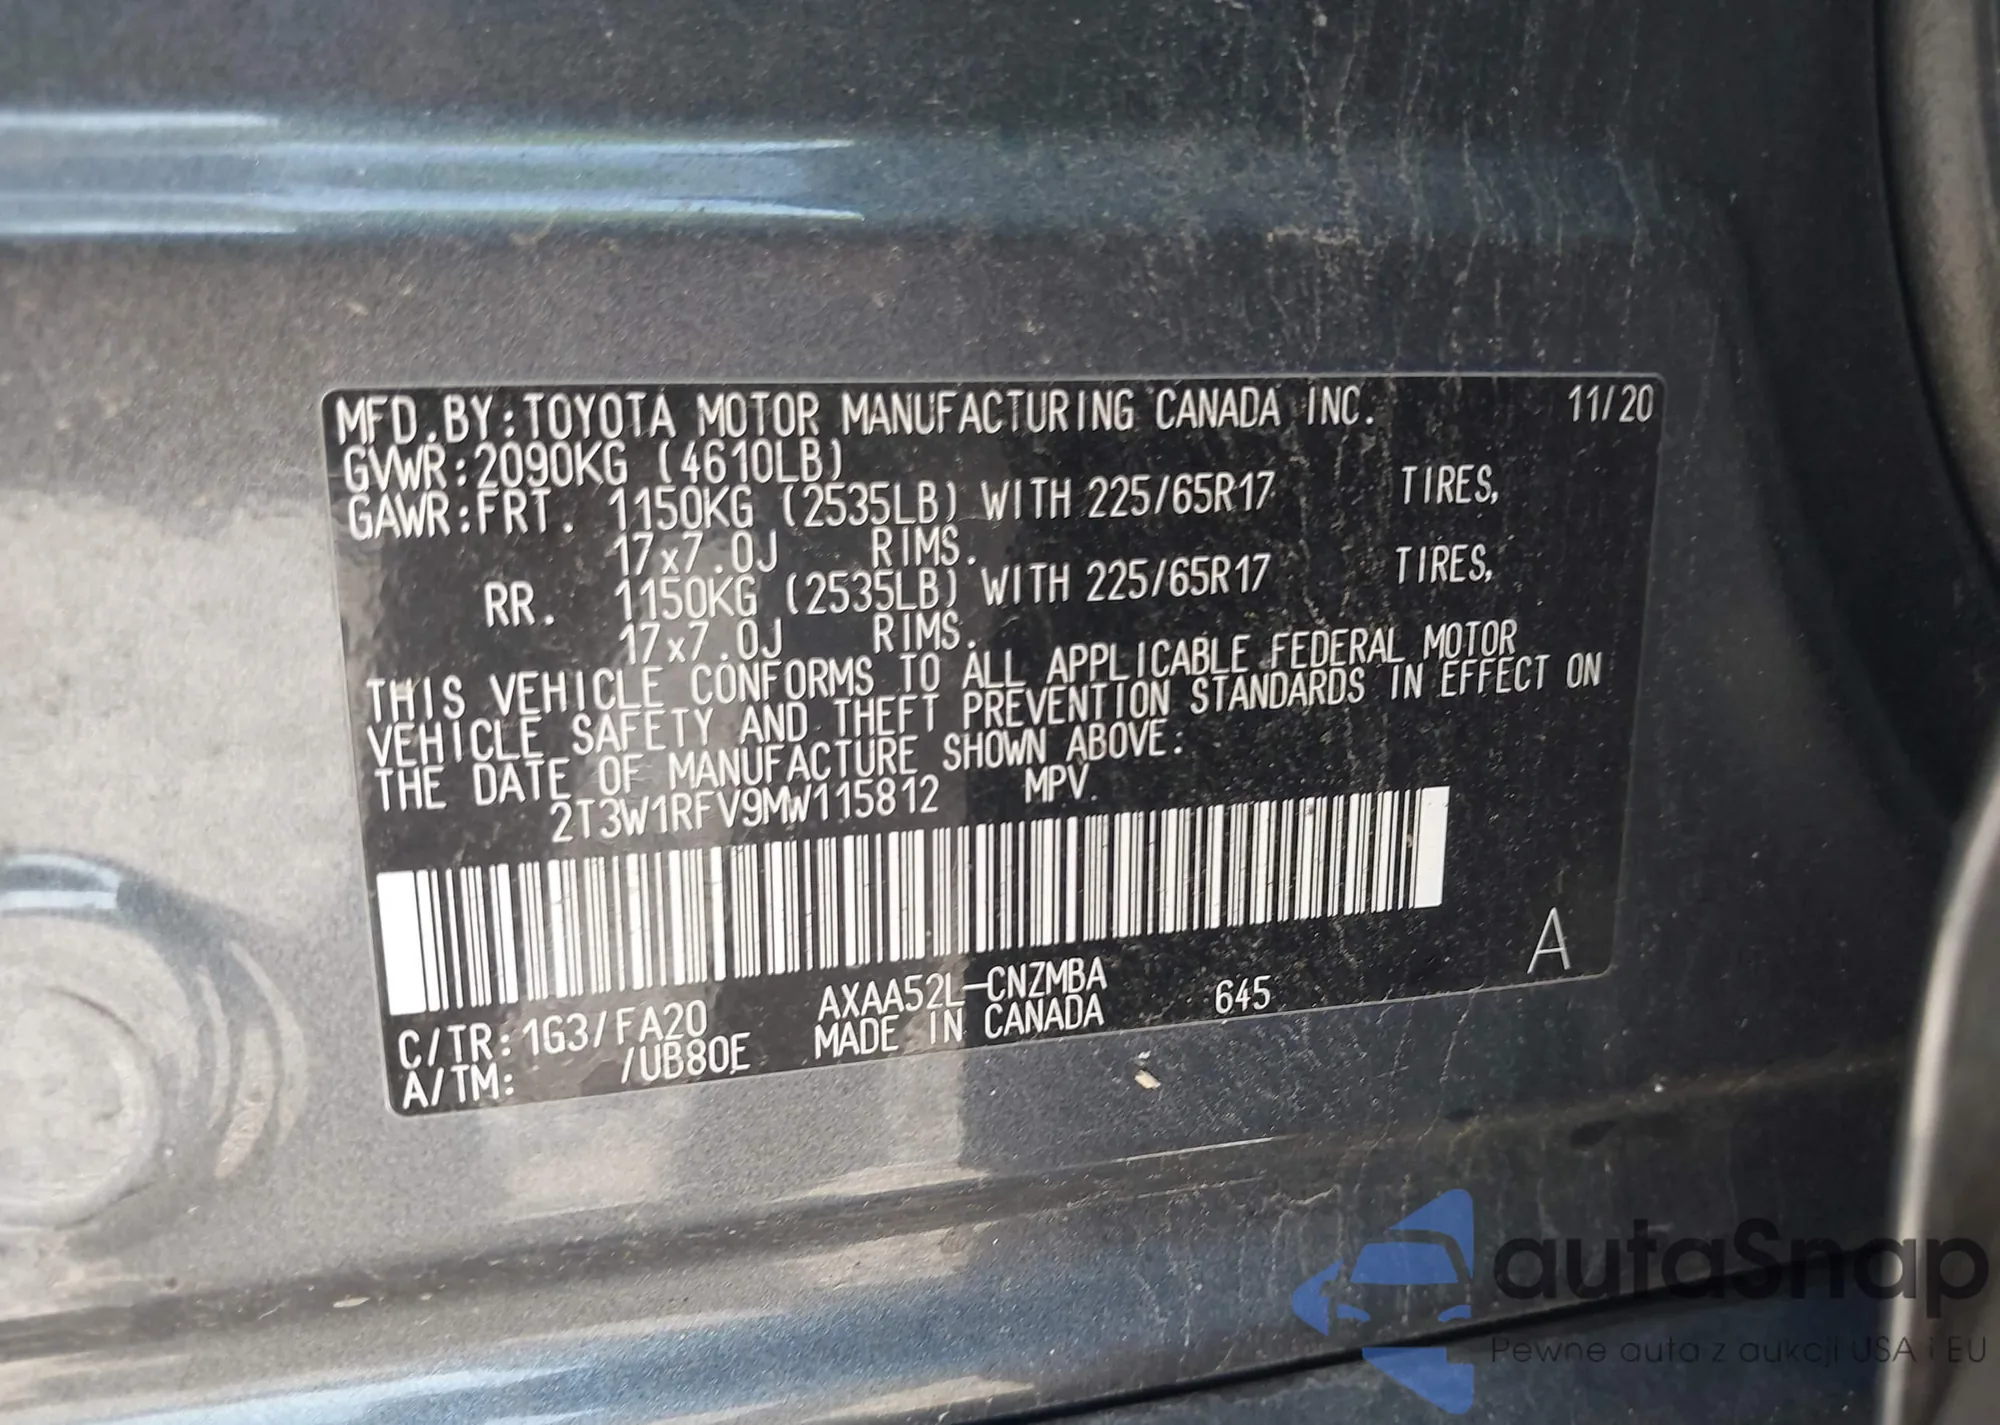 MFD.BY:TOYOTA MOTOR MANUFACTURING CANADA INC. 11/20
GVWR:2090KG (4610LB)
GAWR:FRT. 1150KG (2535LB) WITH 225/65R17 TIRES,
17x7.0J RIMS.
RR. 1150KG (2535LB) WITH 225/65R17 TIRES,
17x7.0J RIMS.
THIS VEHICLE CONFORMS TO ALL APPLICABLE FEDERAL MOTOR
VEHICLE SAFETY AND THEFT PREVENTION STANDARDS IN EFFECT ON
THE DATE OF MANUFACTURE SHOWN ABOVE.
2T3W1RFV9MW115812 MPV
A
C/TR:1G3/FA20 AXAA52L-CNZMBA 645
A/TM: /UB80E MADE IN CANADA
autaSnap
Pewne auta z aukcji USA i EU